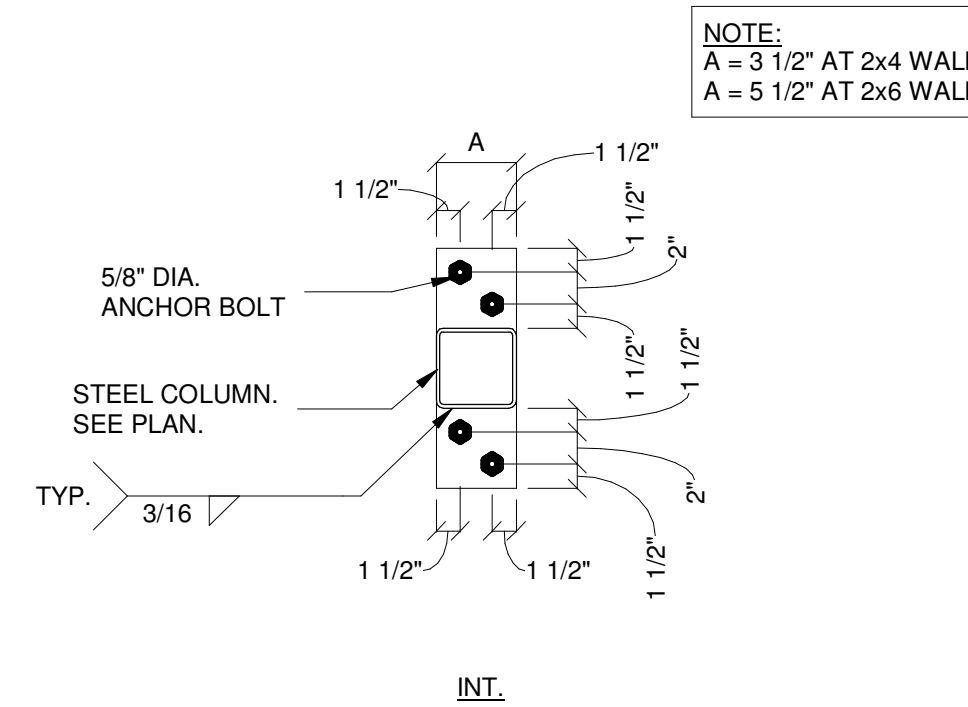 NOTE:
A = 3 1/2" AT 2x4
A = 5 1/2" AT 2x6
A
1 1/2"
1 1/2"
1 1/2"
2"
5/8" DIA.
ANCHOR BOLT
1 1/2"
1 1/2"
STEEL COLUMN.
SEE PLAN.
TYP.
3/16
2"
1 1/2"
1 1/2"
1 1/2"
INT.